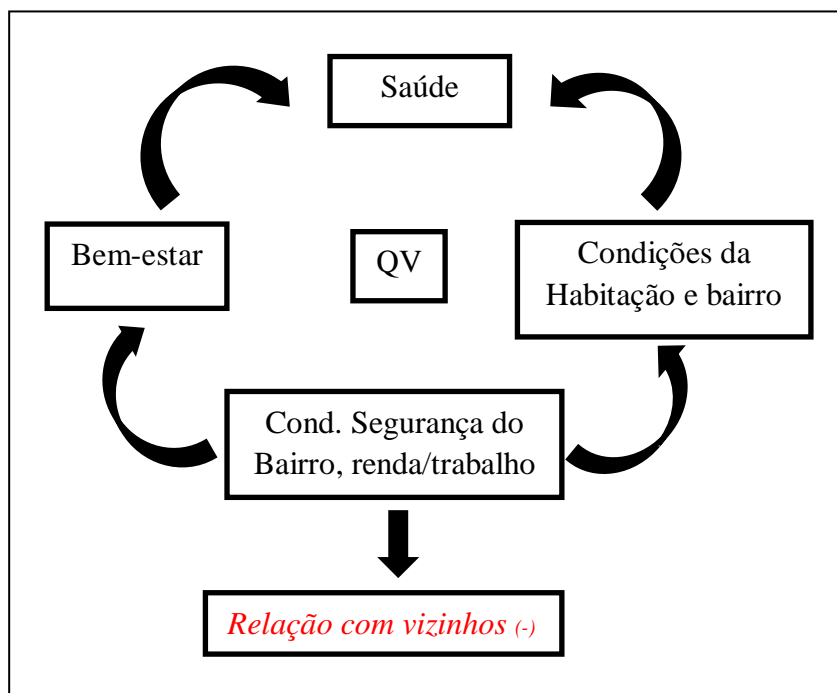 Saúde
Bem-estar
QV
Condições da
Habitação e bairro
Cond. Segurança do
Bairro, renda/trabalho
Relação com vizinhos (-)